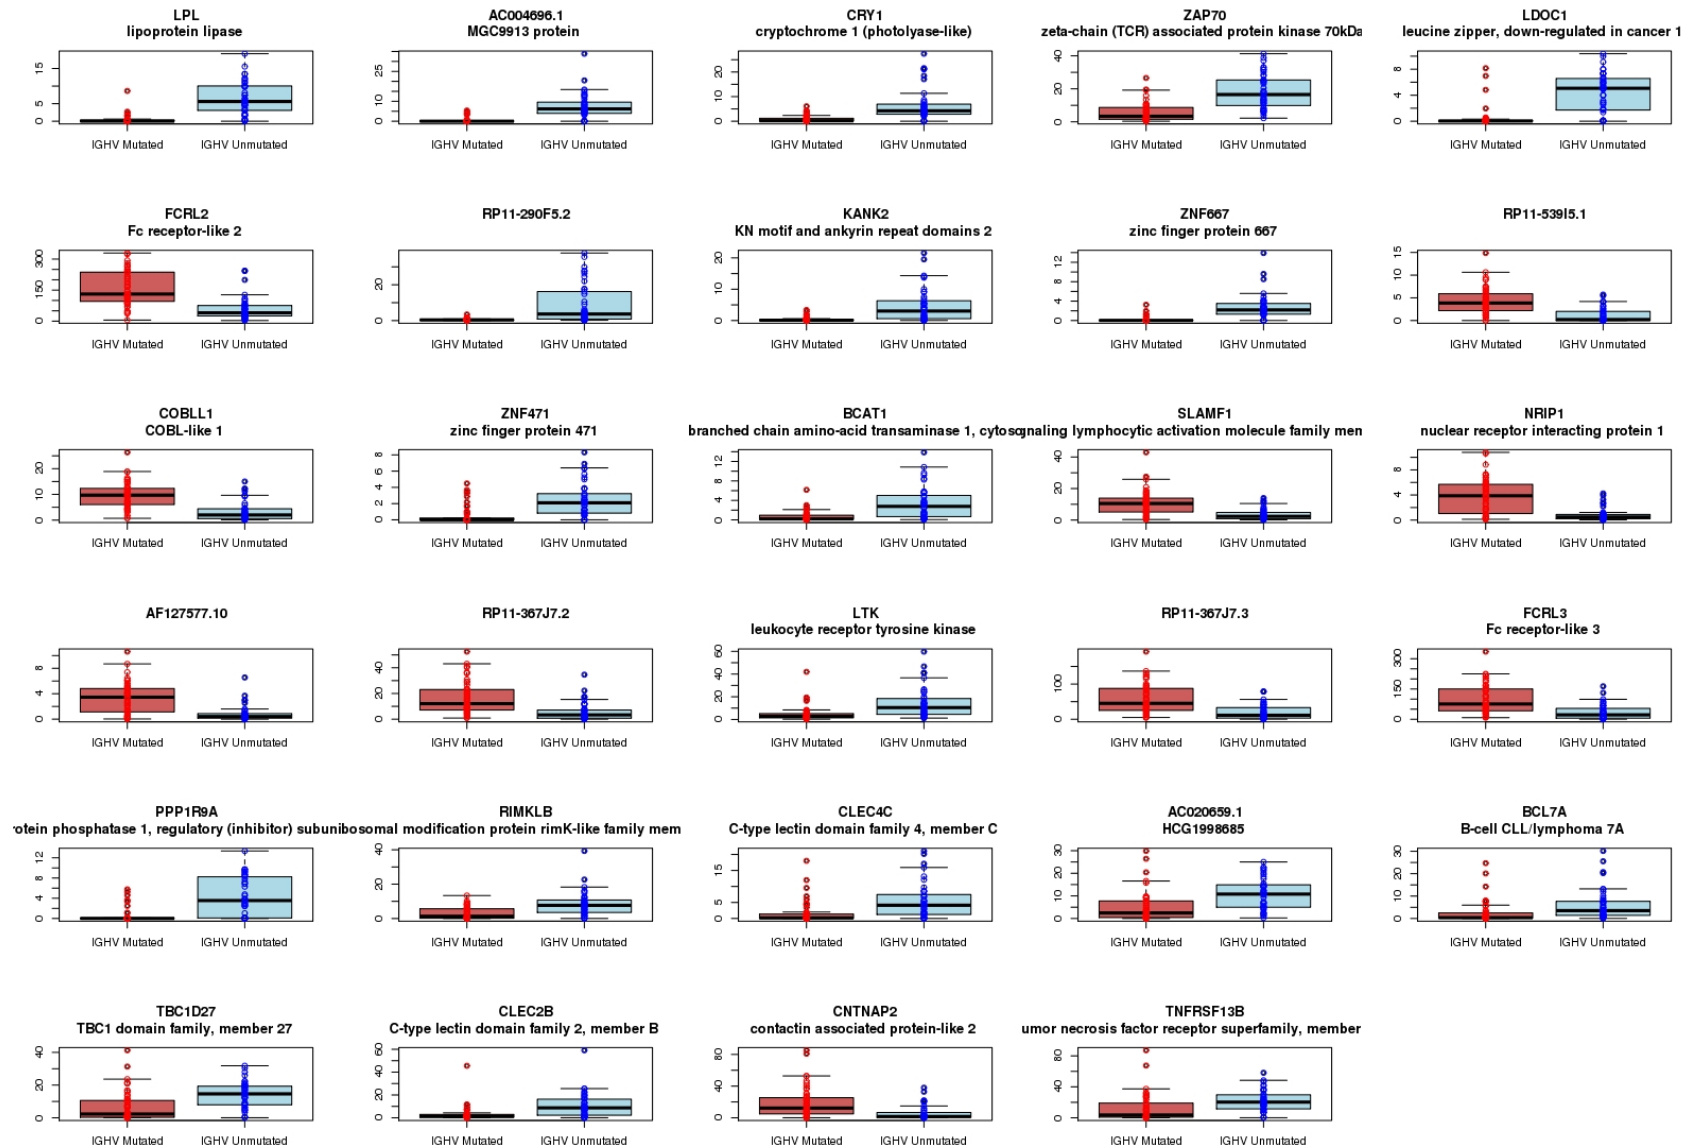 LPL
lipoprotein lipase
15
5
0
IGHV Mutated
IGHV Unmutated
AC004696.1
MGC9913 protein
25
10
0
IGHV Mutated
IGHV Unmutated
CRY1
cryptochrome 1 (photolyase-like)
20
10
0
IGHV Mutated
IGHV Unmutated
ZAP70
zeta-chain (TCR) associated protein kinase 70kDa
40
20
0
IGHV Mutated
IGHV Unmutated
LDOC1
leucine zipper, down-regulated in cancer 1
8
4
0
IGHV Mutated
IGHV Unmutated
FCRL2
Fc receptor-like 2
300
150
0
IGHV Mutated
IGHV Unmutated
RP11-290F5.2
20
0
IGHV Mutated
IGHV Unmutated
KANK2
KN motif and ankyrin repeat domains 2
20
10
0
IGHV Mutated
IGHV Unmutated
ZNF667
zinc finger protein 667
12
8
4
0
IGHV Mutated
IGHV Unmutated
RP11-539I5.1
15
10
5
0
IGHV Mutated
IGHV Unmutated
COBLL1
COBL-like 1
20
10
0
IGHV Mutated
IGHV Unmutated
ZNF471
zinc finger protein 471
8
6
4
2
0
IGHV Mutated
IGHV Unmutated
BCAT1
branched chain amino-acid transaminase 1, cytoso
12
8
4
0
IGHV Mutated
IGHV Unmutated
SLAMF1
gnaling lymphocytic activation molecule family men
40
20
0
IGHV Mutated
IGHV Unmutated
NRIP1
nuclear receptor interacting protein 1
8
4
0
IGHV Mutated
IGHV Unmutated
AF127577.10
8
4
0
IGHV Mutated
IGHV Unmutated
RP11-367J7.2
40
20
0
IGHV Mutated
IGHV Unmutated
LTK
leukocyte receptor tyrosine kinase
60
40
20
0
IGHV Mutated
IGHV Unmutated
RP11-367J7.3
100
0
IGHV Mutated
IGHV Unmutated
FCRL3
Fc receptor-like 3
300
150
0
IGHV Mutated
IGHV Unmutated
PPP1R9A
otein phosphatase 1, regulatory (inhibitor) subuni
12
8
4
0
IGHV Mutated
IGHV Unmutated
RIMKLB
bosomal modification protein rimK-like family mem
40
20
0
IGHV Mutated
IGHV Unmutated
CLEC4C
C-type lectin domain family 4, member C
15
5
0
IGHV Mutated
IGHV Unmutated
AC020659.1
HCG1998685
30
20
10
0
IGHV Mutated
IGHV Unmutated
BCL7A
B-cell CLL/lymphoma 7A
30
20
10
0
IGHV Mutated
IGHV Unmutated
TBC1D27
TBC1 domain family, member 27
40
20
0
IGHV Mutated
IGHV Unmutated
CLEC2B
C-type lectin domain family 2, member B
60
40
20
0
IGHV Mutated
IGHV Unmutated
CNTNAP2
contactin associated protein-like 2
80
40
0
IGHV Mutated
IGHV Unmutated
TNFRSF13B
umor necrosis factor receptor superfamily, member
80
40
0
IGHV Mutated
IGHV Unmutated